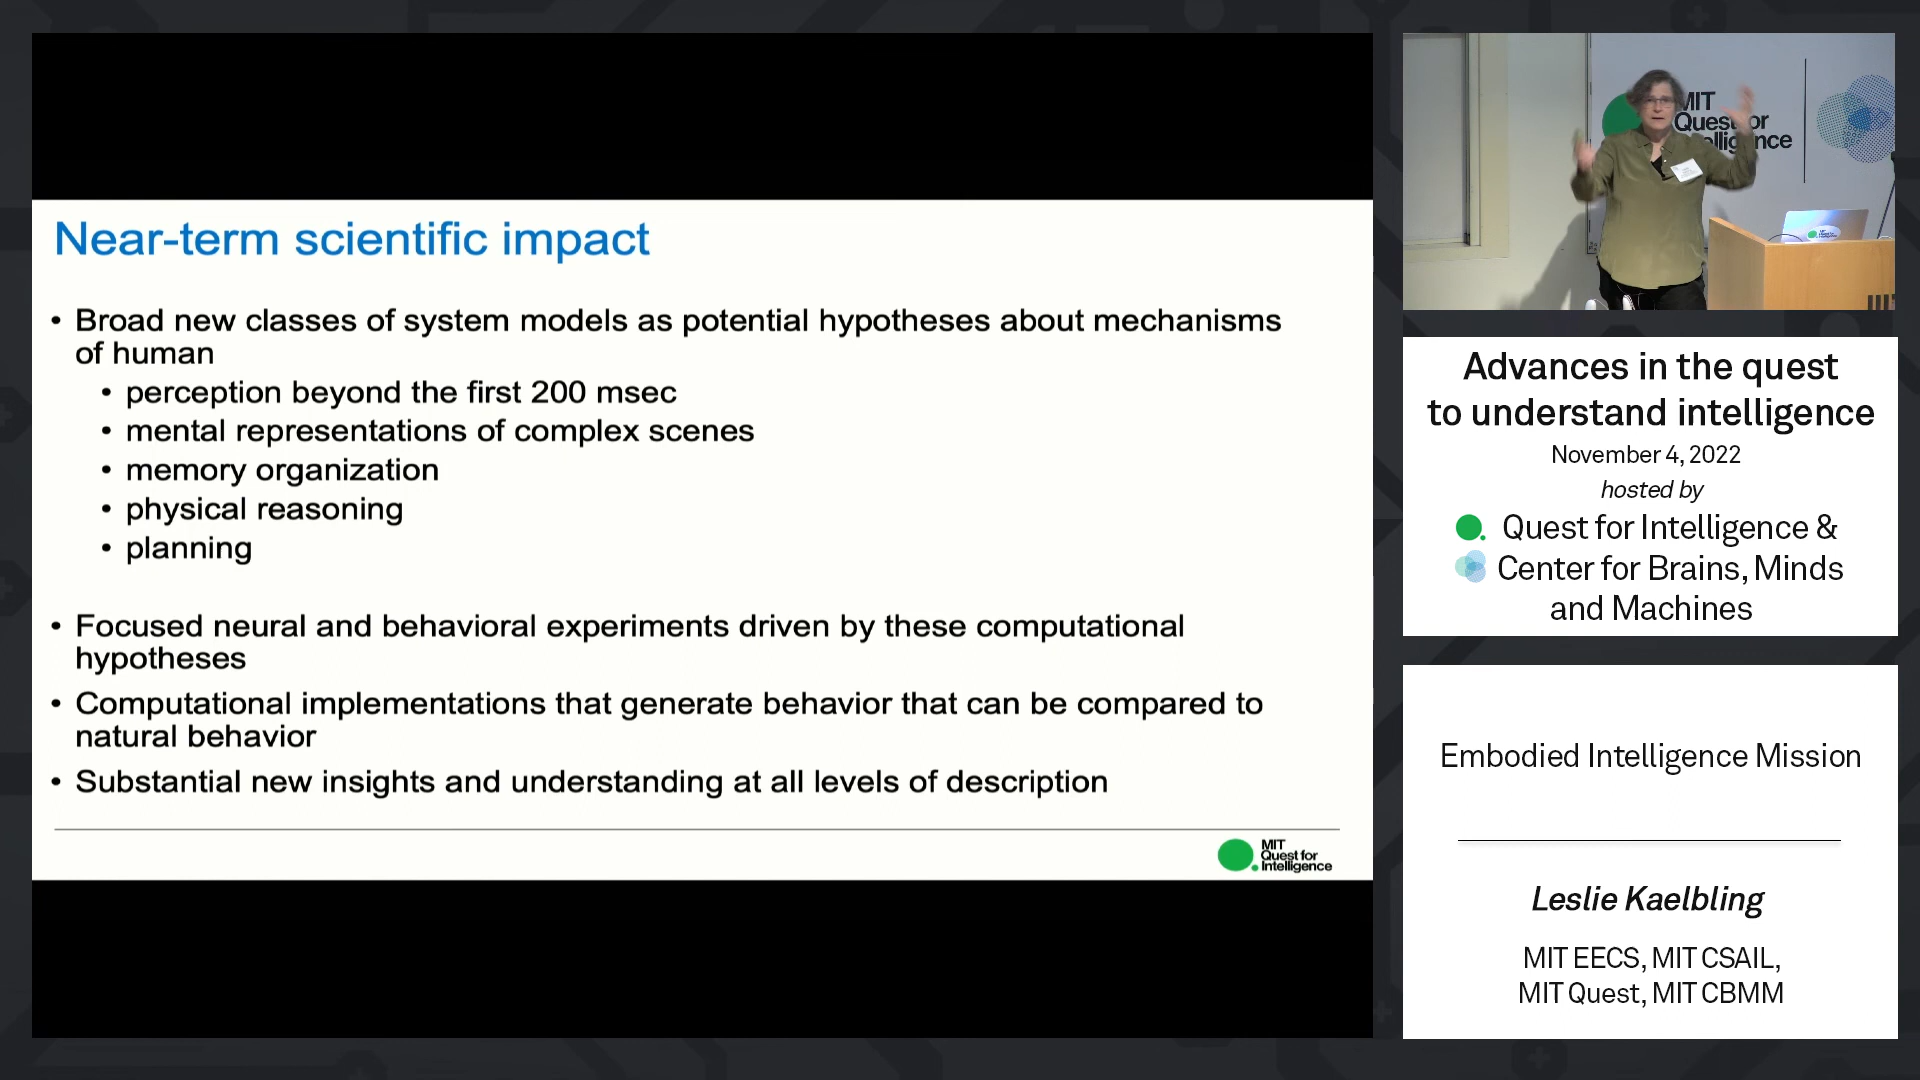 Near-term scientific impact
• Broad new classes of system models as potential hypotheses about mechanisms
of human
• perception beyond the first 200 msec
• mental representations of complex scenes
• memory organization
• physical reasoning
• planning
• Focused neural and behavioral experiments driven by these computational
hypotheses
• Computational implementations that generate behavior that can be compared to
natural behavior
• Substantial new insights and understanding at all levels of description
MIT
Quest for
Intelligence
MIT
Quest for
Intelligence
Advances in the quest
to understand intelligence
November 4, 2022
hosted by
Quest for Intelligence &
Center for Brains, Minds
and Machines
Embodied Intelligence Mission
Leslie Kaelbling
MIT EECS, MIT CSAIL,
MIT Quest, MIT CBMM